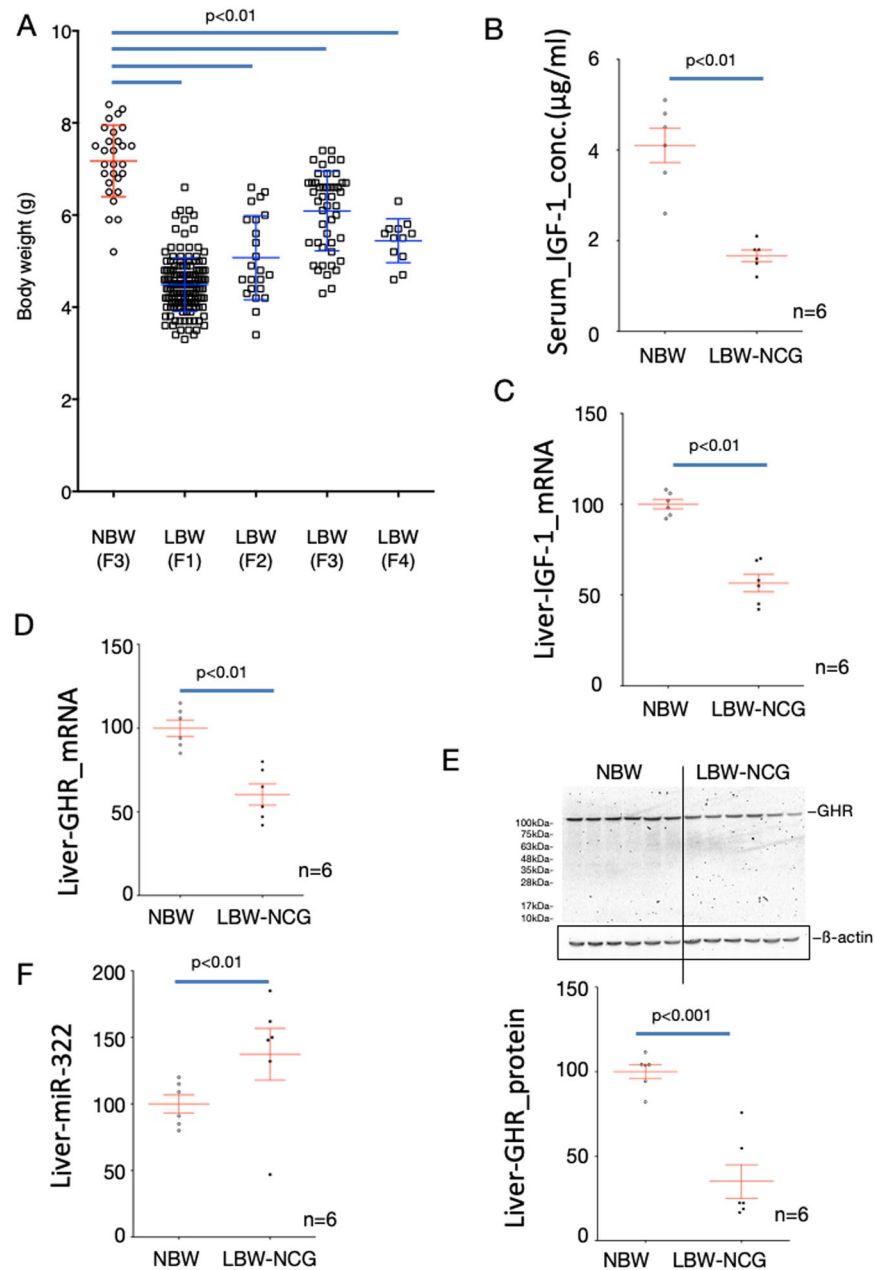 A
p<0.01
10
8
6
4
2
0
Body weight (g)
NBW LBW LBW LBW LBW
(F3) (F1) (F2) (F3) (F4)
B
p<0.01
6
4
2
0
Serum_IGF-1_conc.(µg/ml)
n=6
NBW LBW-NCG
C
p<0.01
150
100
50
0
Liver-IGF-1_mRNA
n=6
NBW LBW-NCG
D
p<0.01
150
100
50
0
Liver-GHR_mRNA
n=6
NBW LBW-NCG
E
NBW LBW-NCG
-GHR
100kDa-
75kDa-
63kDa-
48kDa-
35kDa-
28kDa-
17kDa-
10kDa-
-ß-actin
p<0.001
150
100
50
0
Liver-GHR_protein
n=6
NBW LBW-NCG
F
p<0.01
200
150
100
50
0
Liver-miR-322
n=6
NBW LBW-NCG